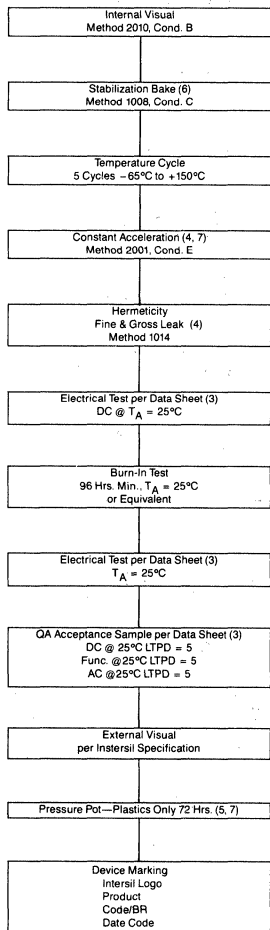 Internal Visual
Method 2010, Cond. B
Stabilization Bake (6)
Method 1008, Cond. C
Temperature Cycle
5 Cycles –65°C to +150°C
Constant Acceleration (4, 7)
Method 2001, Cond. E
Hermeticity
Fine & Gross Leak (4)
Method 1014
Electrical Test per Data Sheet (3)
DC @ TA = 25°C
Burn-In Test
96 Hrs. Min., TA = 25°C
or Equivalent
Electrical Test per Data Sheet (3)
TA = 25°C
QA Acceptance Sample per Data Sheet (3)
DC @ 25°C LTPD = 5
Func. @25°C LTPD = 5
AC @25°C LTPD = 5
External Visual
per Instersil Specification
Pressure Pot—Plastics Only 72 Hrs. (5, 7)
Device Marking
Intersil Logo
Product
Code/BR
Date Code